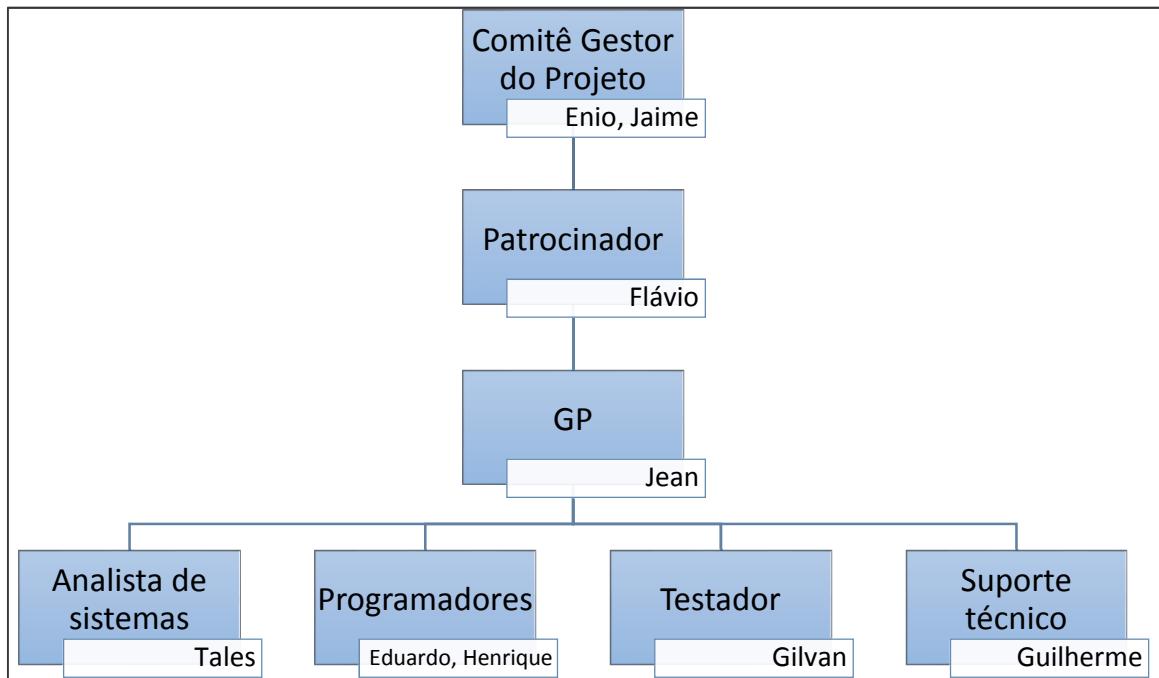 Comitê Gestor
do Projeto
Enio, Jaime
Patrocinador
Flávio
GP
Jean
Analista de
sistemas
Tales
Programadores
Eduardo, Henrique
Testador
Gilvan
Suporte
técnico
Guilherme